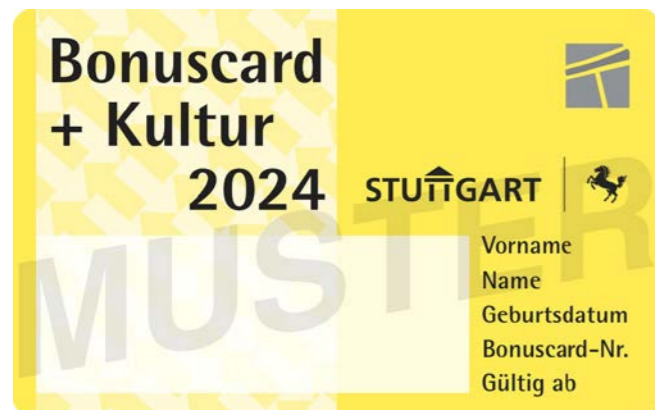 Bonuscard
+ Kultur
2024
STUTTGART
MUSTER
Vorname
Name
Geburtsdatum
Bonuscard-Nr.
Gültig ab